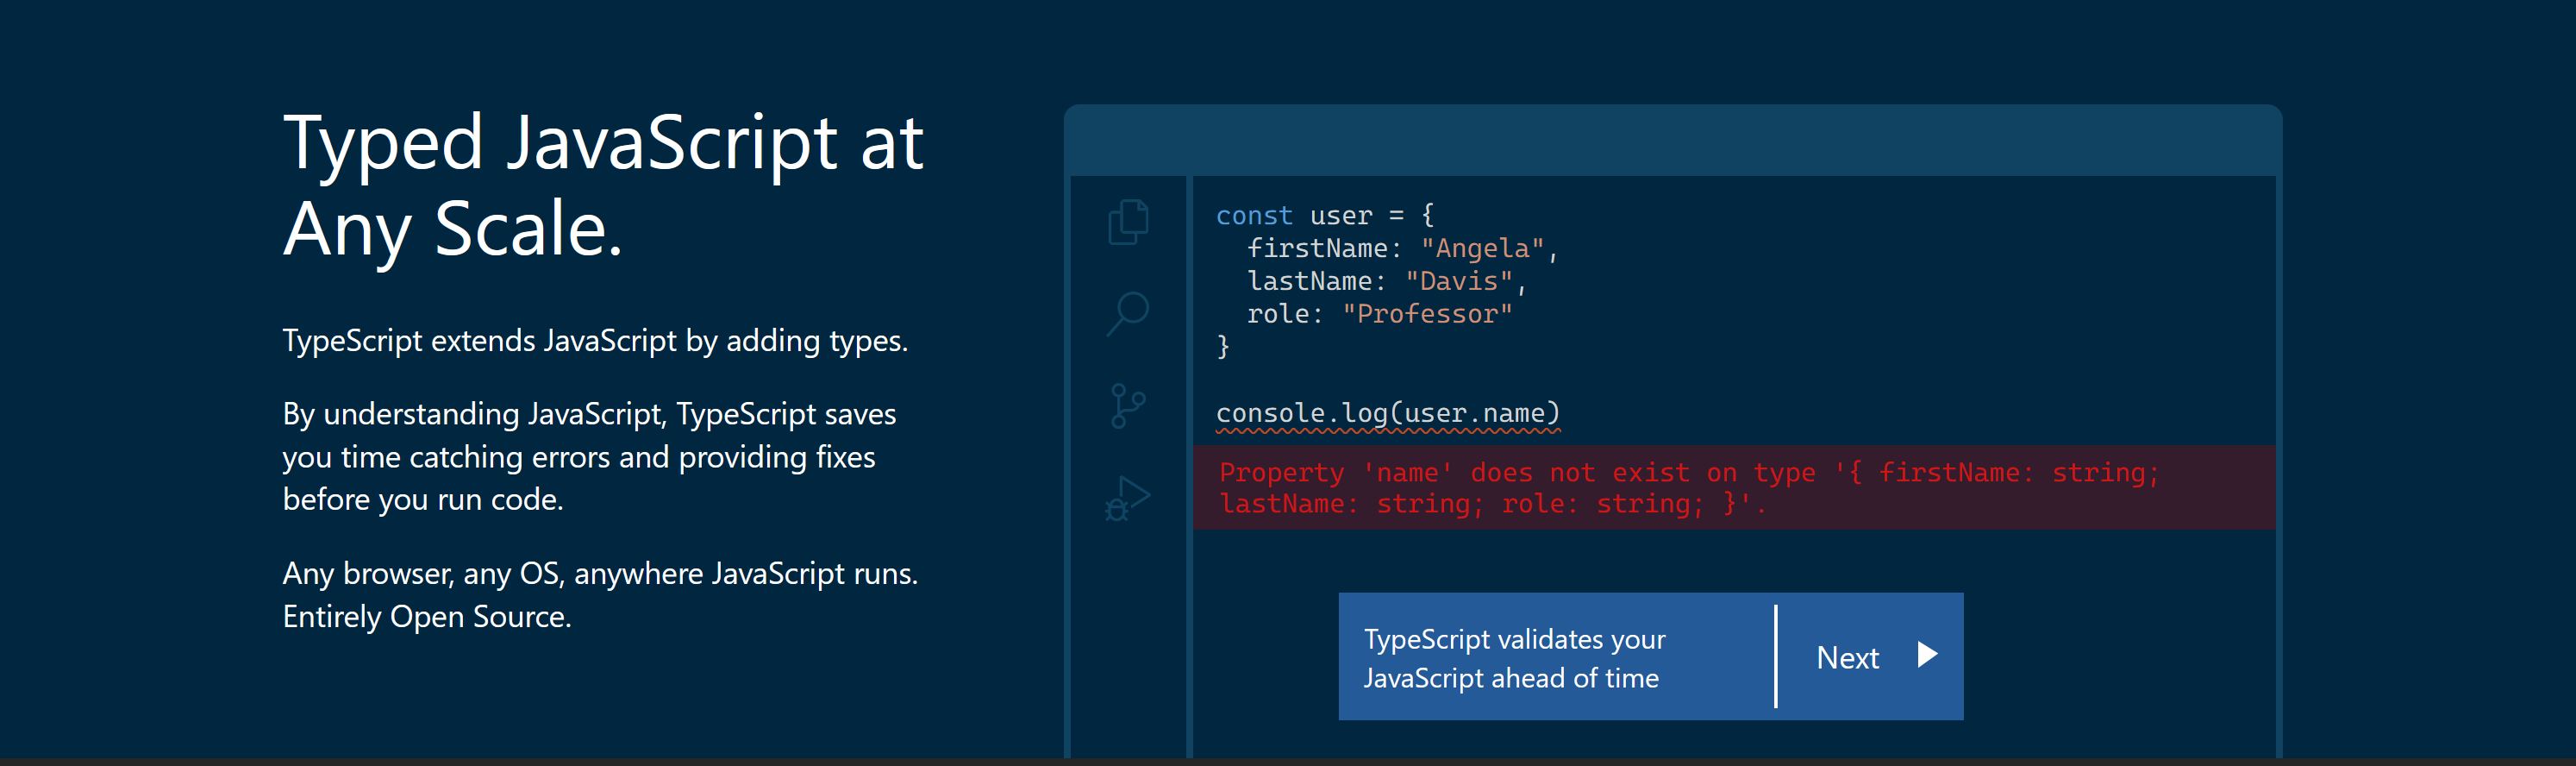 Typed JavaScript at
Any Scale.
TypeScript extends JavaScript by adding types.
By understanding JavaScript, TypeScript saves
you time catching errors and providing fixes
before you run code.
Any browser, any OS, anywhere JavaScript runs.
Entirely Open Source.
const user = {
  firstName: "Angela",
  lastName: "Davis",
  role: "Professor"
}
console.log(user.name)
Property 'name' does not exist on type '{ firstName: string;
lastName: string; role: string; }'.
TypeScript validates your
JavaScript ahead of time
Next